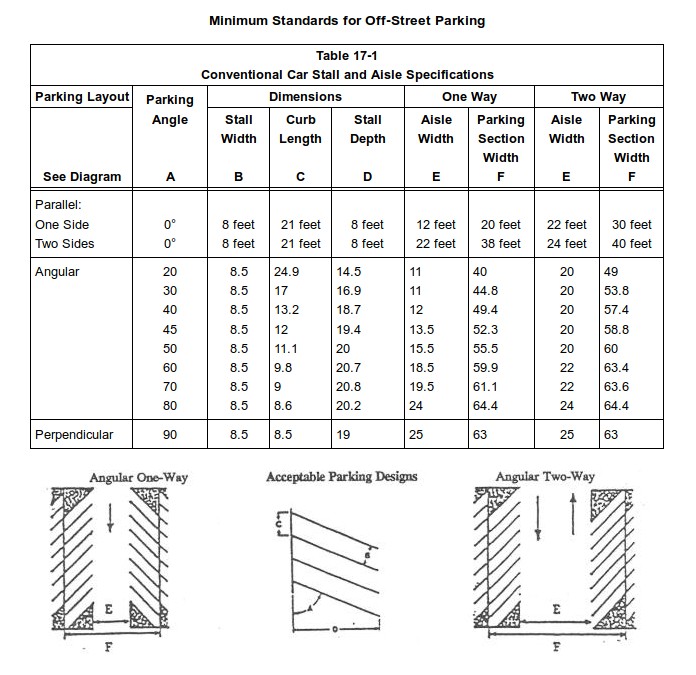 Minimum Standards for Off-Street Parking
Table 17-1
Conventional Car Stall and Aisle Specifications
Parking Layout Parking Angle Dimensions One Way Two Way
Stall Width Curb Length Stall Depth Aisle Width Parking Section Width Aisle Width Parking Section Width
See Diagram A B C D E F E F
Parallel:
One Side 0° 8 feet 21 feet 8 feet 12 feet 20 feet 22 feet 30 feet
Two Sides 0° 8 feet 21 feet 8 feet 22 feet 38 feet 24 feet 40 feet
Angular 20 8.5 24.9 14.5 11 40 20 49
30 8.5 17 16.9 11 44.8 20 53.8
40 8.5 13.2 18.7 12 49.4 20 57.4
45 8.5 12 19.4 13.5 52.3 20 58.8
50 8.5 11.1 20 15.5 55.5 20 60
60 8.5 9.8 20.7 18.5 59.9 22 63.4
70 8.5 9 20.8 19.5 61.1 22 63.6
80 8.5 8.6 20.2 24 64.4 24 64.4
Perpendicular 90 8.5 8.5 19 25 63 25 63
Angular One-Way Acceptable Parking Designs Angular Two-Way
C
B
A
D
E
F
E
F